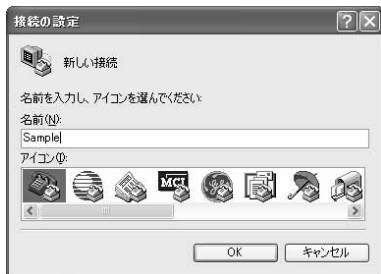 接続の設定
新しい接続
名前を入力し、アイコンを選んでください:
名前(N):
Sample
アイコン(I):
MCI
OK キャンセル